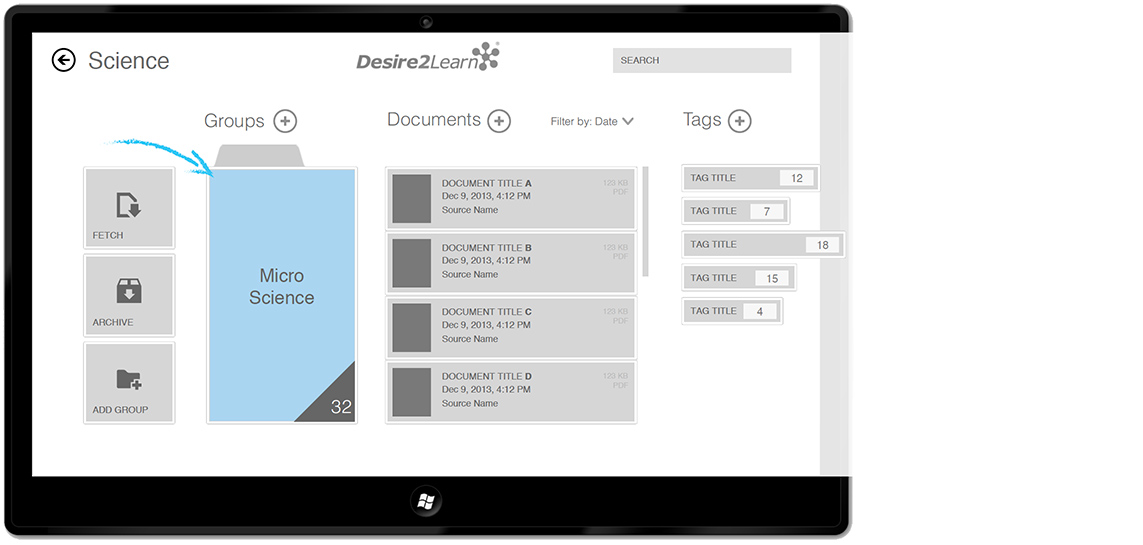 Science
Desire2Learn
SEARCH
Groups
Documents
Filter by: Date
Tags
FETCH
ARCHIVE
ADD GROUP
Micro
Science
32
DOCUMENT TITLE A
123 KB
Dec 9, 2013, 4:12 PM
PDF
Source Name
DOCUMENT TITLE B
123 KB
Dec 9, 2013, 4:12 PM
PDF
Source Name
DOCUMENT TITLE C
123 KB
Dec 9, 2013, 4:12 PM
PDF
Source Name
DOCUMENT TITLE D
123 KB
Dec 9, 2013, 4:12 PM
PDF
Source Name
TAG TITLE 12
TAG TITLE 7
TAG TITLE 18
TAG TITLE 15
TAG TITLE 4